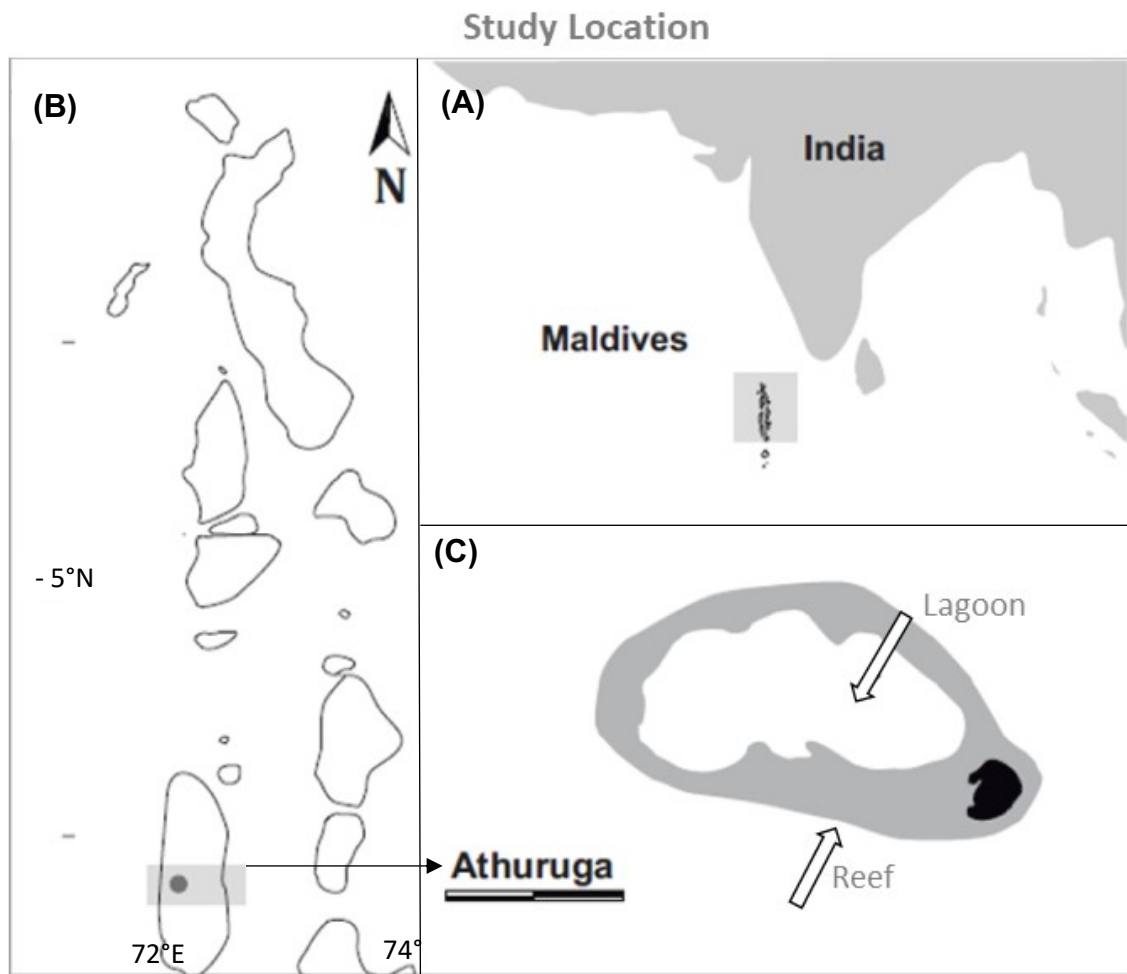 Study Location
(B)
N
- 5°N
72°E
74°
(A)
India
Maldives
(C)
Lagoon
Athuruga
Reef